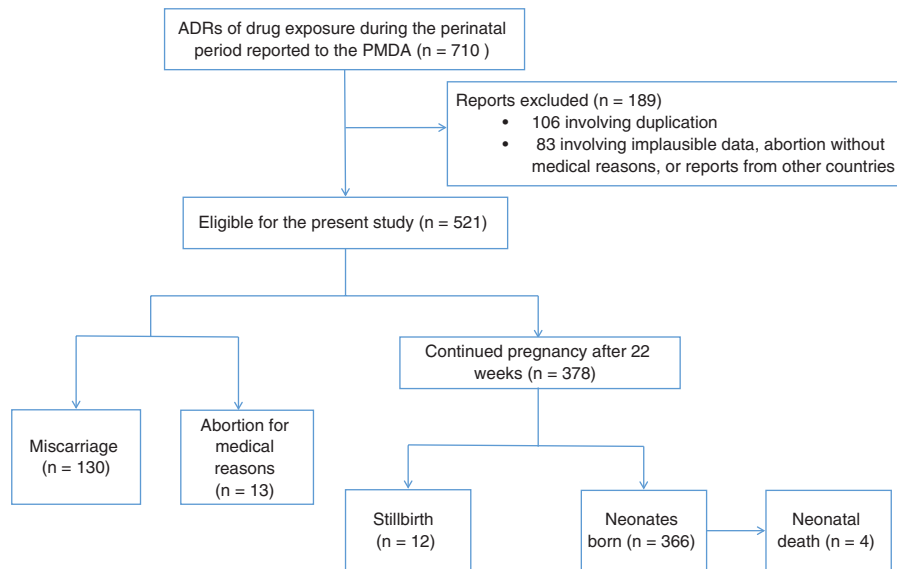 ADRs of drug exposure during the perinatal
period reported to the PMDA (n = 710 )
Reports excluded (n = 189)
• 106 involving duplication
• 83 involving implausible data, abortion without
medical reasons, or reports from other countries
Eligible for the present study (n = 521)
Continued pregnancy after 22
weeks (n = 378)
Miscarriage
(n = 130)
Abortion for
medical
reasons
(n = 13)
Stillbirth
(n = 12)
Neonates
born (n = 366)
Neonatal
death (n = 4)